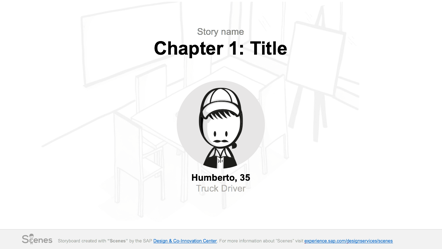 Story name
Chapter 1: Title
Humberto, 35
Truck Driver
Scenes Storyboard created with "Scenes" by the SAP Design & Co-Innovation Center. For more information about "Scenes" visit experience.sap.com/designservices/scenes